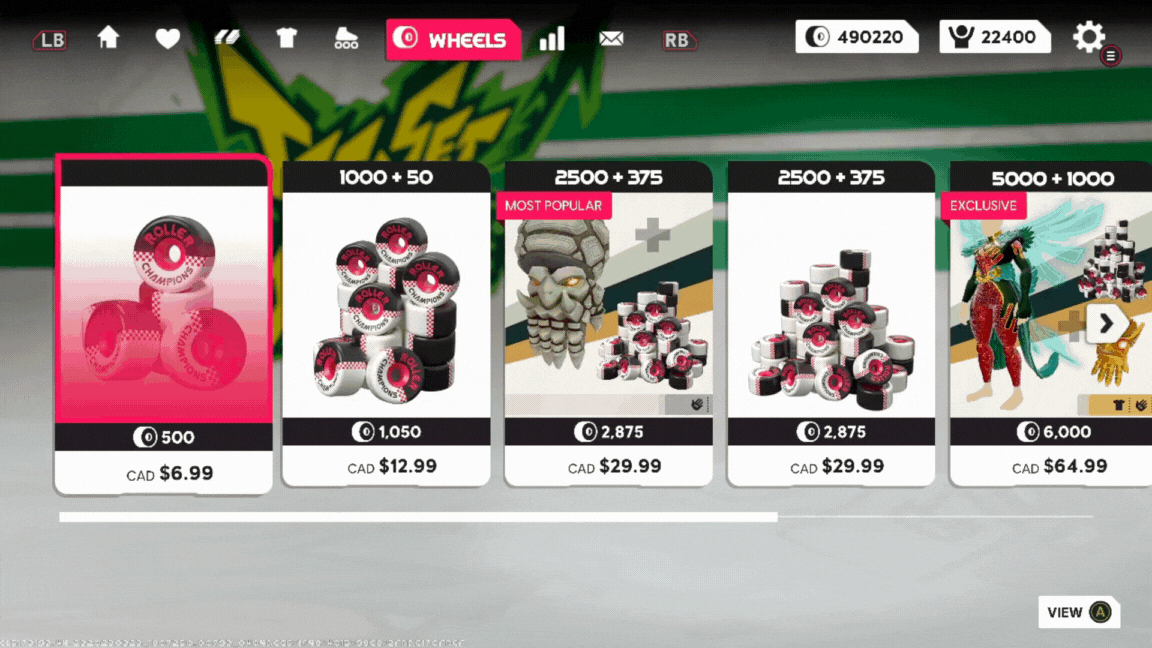 LB
WHEELS
RB
490220
22400
1000 + 50
2500 + 375
2500 + 375
5000 + 1000
MOST POPULAR
EXCLUSIVE
ROLLER
CHAMPIONS
ROLLER
CHAMPIONS
500
1,050
2,875
2,875
6,000
CAD $6.99
CAD $12.99
CAD $29.99
CAD $29.99
CAD $64.99
VIEW A